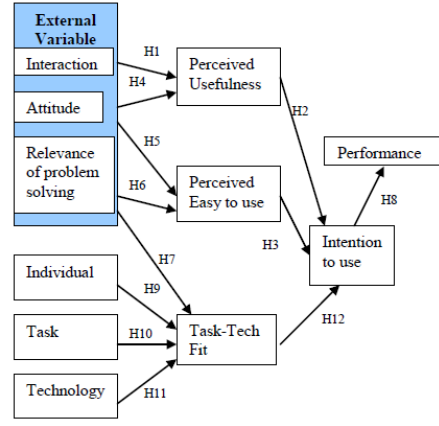 External
Variable
Interaction
Attitude
Relevance
of problem
solving
Individual
Task
Technology
H1
H4
H5
H6
H7
H9
H10
H11
Perceived
Usefulness
Perceived
Easy to use
Task-Tech
Fit
H2
H3
H12
Performance
H8
Intention
to use